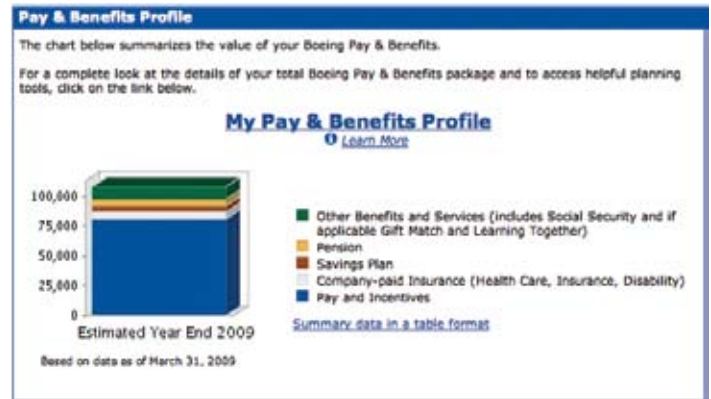 Pay & Benefits Profile
The chart below summarizes the value of your Boeing Pay & Benefits.
For a complete look at the details of your total Boeing Pay & Benefits package and to access helpful planning
tools, click on the link below.
My Pay & Benefits Profile
Learn More
100,000
75,000
50,000
25,000
0
Estimated Year End 2009
Based on data as of March 31, 2009
Other Benefits and Services (includes Social Security and if
applicable Gift Match and Learning Together)
Pension
Savings Plan
Company-paid Insurance (Health Care, Insurance, Disability)
Pay and Incentives
Summary data in a table format